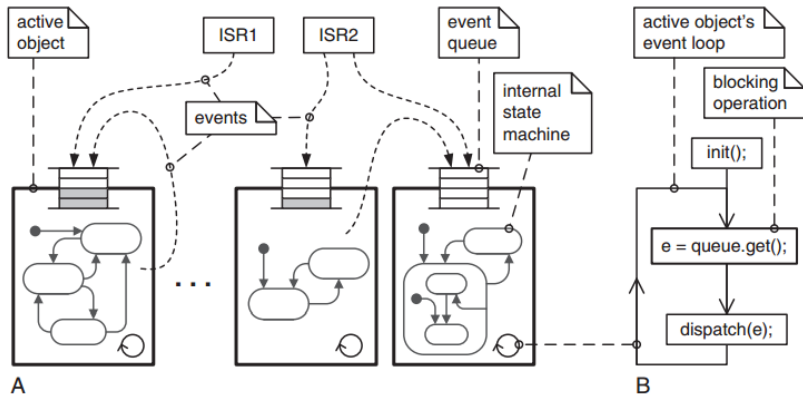 active
object
ISR1
ISR2
event
queue
active object's
event loop
events
internal
state
machine
blocking
operation
init();
e = queue.get();
dispatch(e);
. . .
A
B